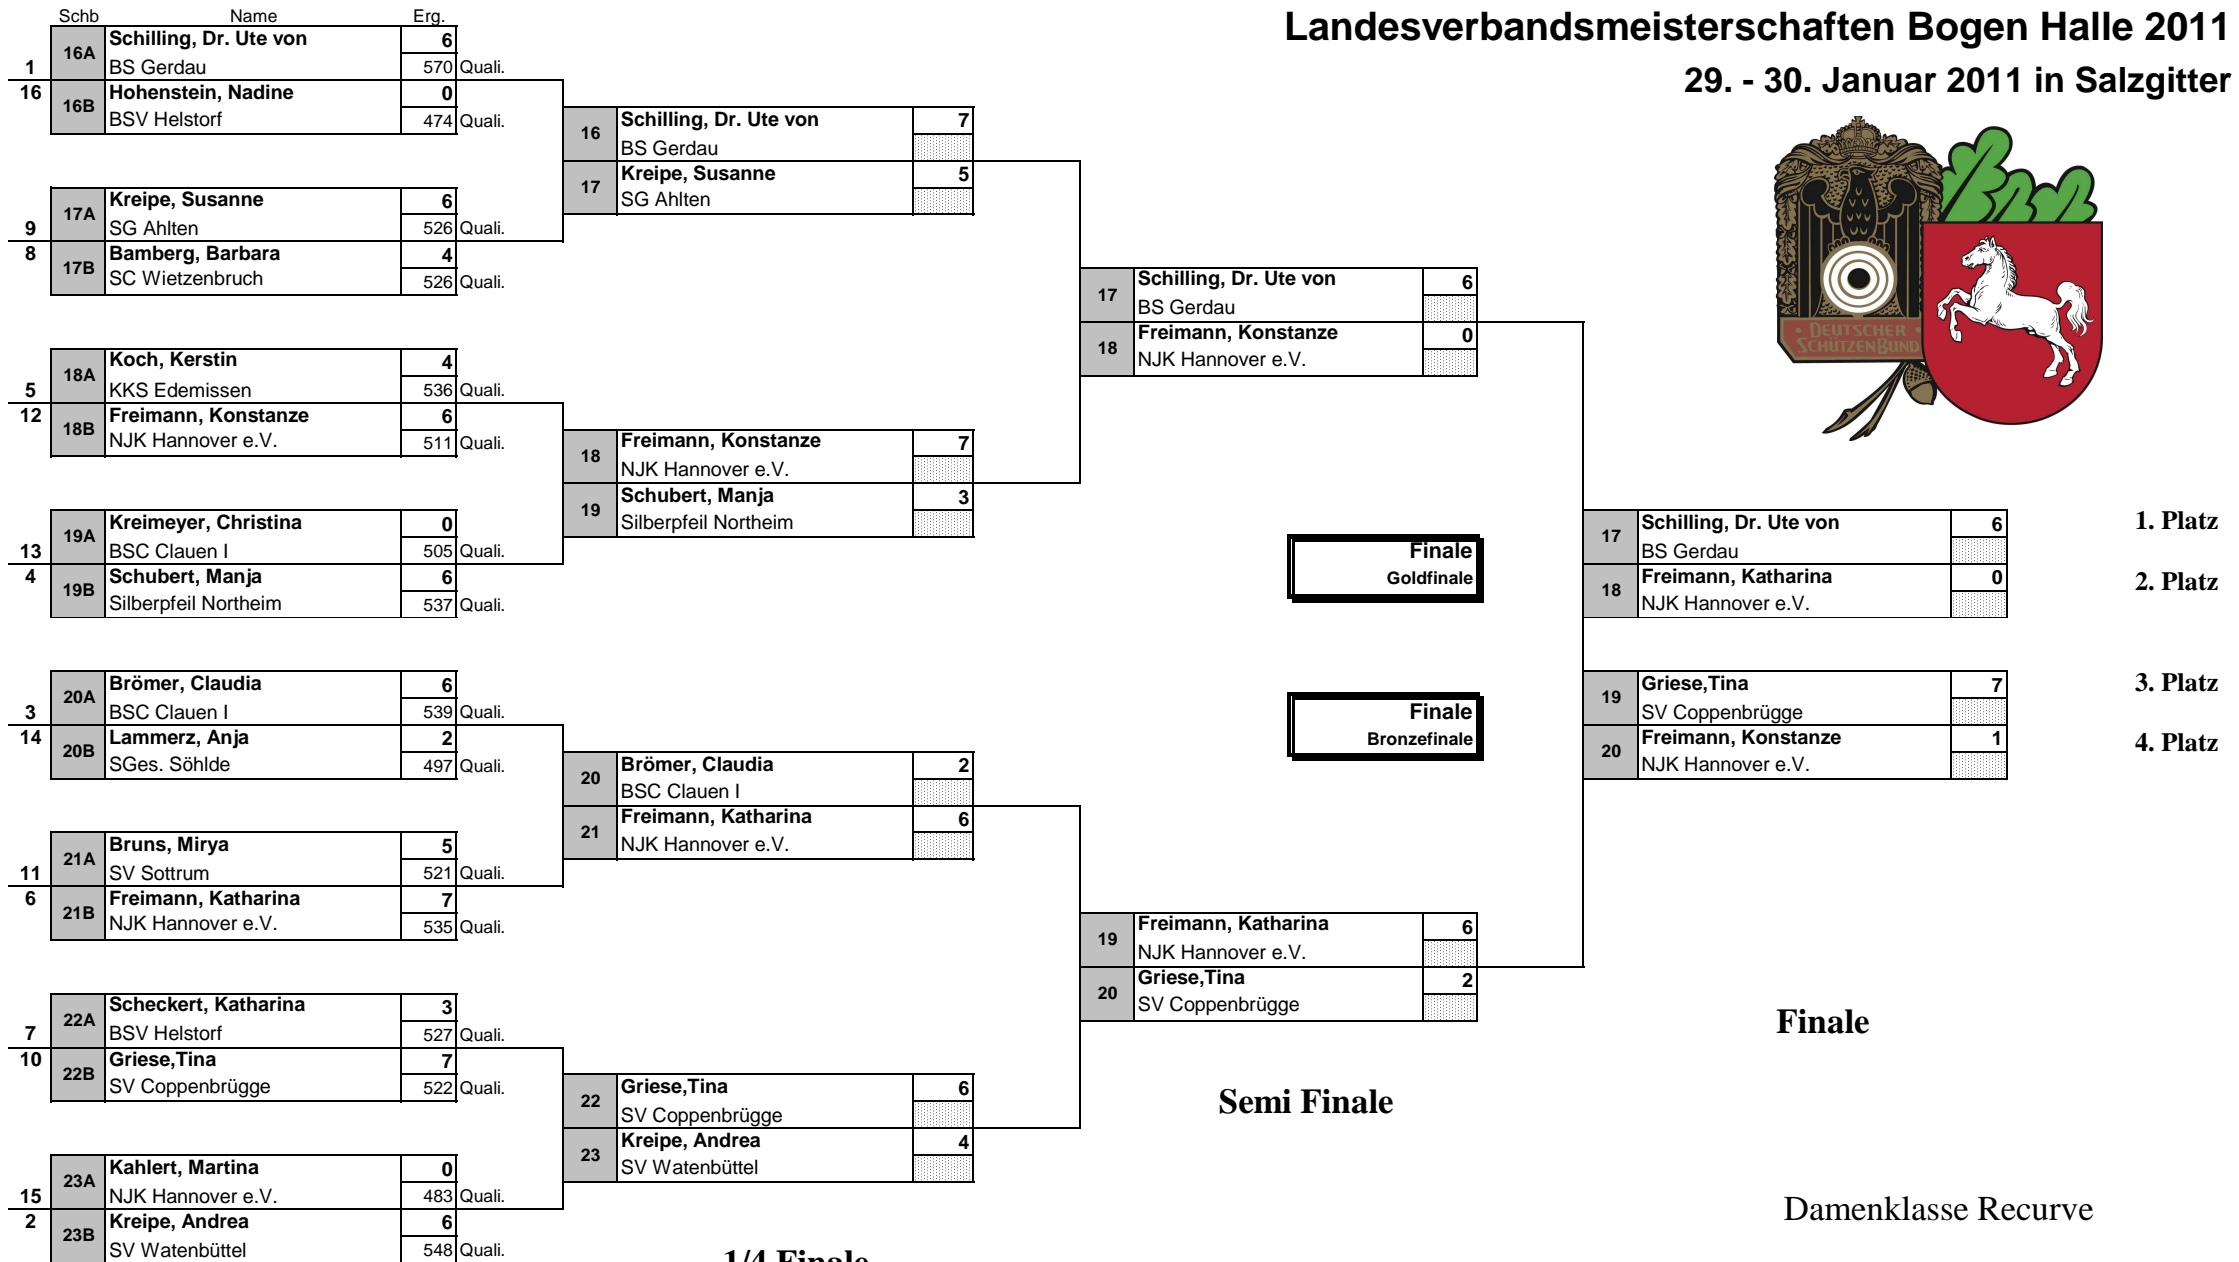 Landesverbandsmeisterschaften Bogen Halle 2011
29. - 30. Januar 2011 in Salzgitter
DEUTSCHER
SCHÜTZENBUND
Schb Name Erg.
16A Schilling, Dr. Ute von 6
1 BS Gerdau 570 Quali.
16 16B Hohenstein, Nadine 0
BSV Helstorf 474 Quali.
17A Kreipe, Susanne 6
9 SG Ahlten 526 Quali.
8 17B Bamberg, Barbara 4
SC Wietzenbruch 526 Quali.
18A Koch, Kerstin 4
5 KKS Edemissen 536 Quali.
12 18B Freimann, Konstanze 6
NJK Hannover e.V. 511 Quali.
19A Kreimeyer, Christina 0
13 BSC Clauen I 505 Quali.
4 19B Schubert, Manja 6
Silberpfeil Northeim 537 Quali.
20A Brömer, Claudia 6
3 BSC Clauen I 539 Quali.
14 20B Lammerz, Anja 2
SGes. Söhlde 497 Quali.
21A Bruns, Mirya 5
11 SV Sottrum 521 Quali.
6 21B Freimann, Katharina 7
NJK Hannover e.V. 535 Quali.
22A Scheckert, Katharina 3
7 BSV Helstorf 527 Quali.
10 22B Griese,Tina 7
SV Coppenbrügge 522 Quali.
23A Kahlert, Martina 0
15 NJK Hannover e.V. 483 Quali.
2 23B Kreipe, Andrea 6
SV Watenbüttel 548 Quali.
16 Schilling, Dr. Ute von 7
BS Gerdau
17 Kreipe, Susanne 5
SG Ahlten
18 Freimann, Konstanze 7
NJK Hannover e.V.
19 Schubert, Manja 3
Silberpfeil Northeim
20 Brömer, Claudia 2
BSC Clauen I
21 Freimann, Katharina 6
NJK Hannover e.V.
22 Griese,Tina 6
SV Coppenbrügge
23 Kreipe, Andrea 4
SV Watenbüttel
1/4 Finale
17 Schilling, Dr. Ute von 6
BS Gerdau
18 Freimann, Konstanze 0
NJK Hannover e.V.
19 Freimann, Katharina 6
NJK Hannover e.V.
20 Griese,Tina 2
SV Coppenbrügge
Semi Finale
Finale
Goldfinale
17 Schilling, Dr. Ute von 6 1. Platz
BS Gerdau
18 Freimann, Katharina 0 2. Platz
NJK Hannover e.V.
Finale
Bronzefinale
19 Griese,Tina 7 3. Platz
SV Coppenbrügge
20 Freimann, Konstanze 1 4. Platz
NJK Hannover e.V.
Finale
Damenklasse Recurve